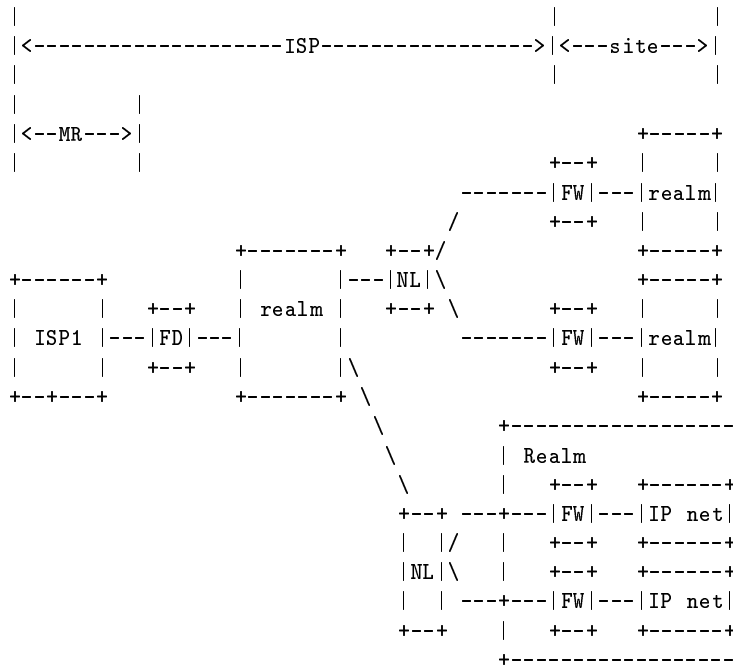 ISP site
MR
FW realm
NL
realm
ISP1 FD FW realm
Realm
FW IP net
NL
FW IP net